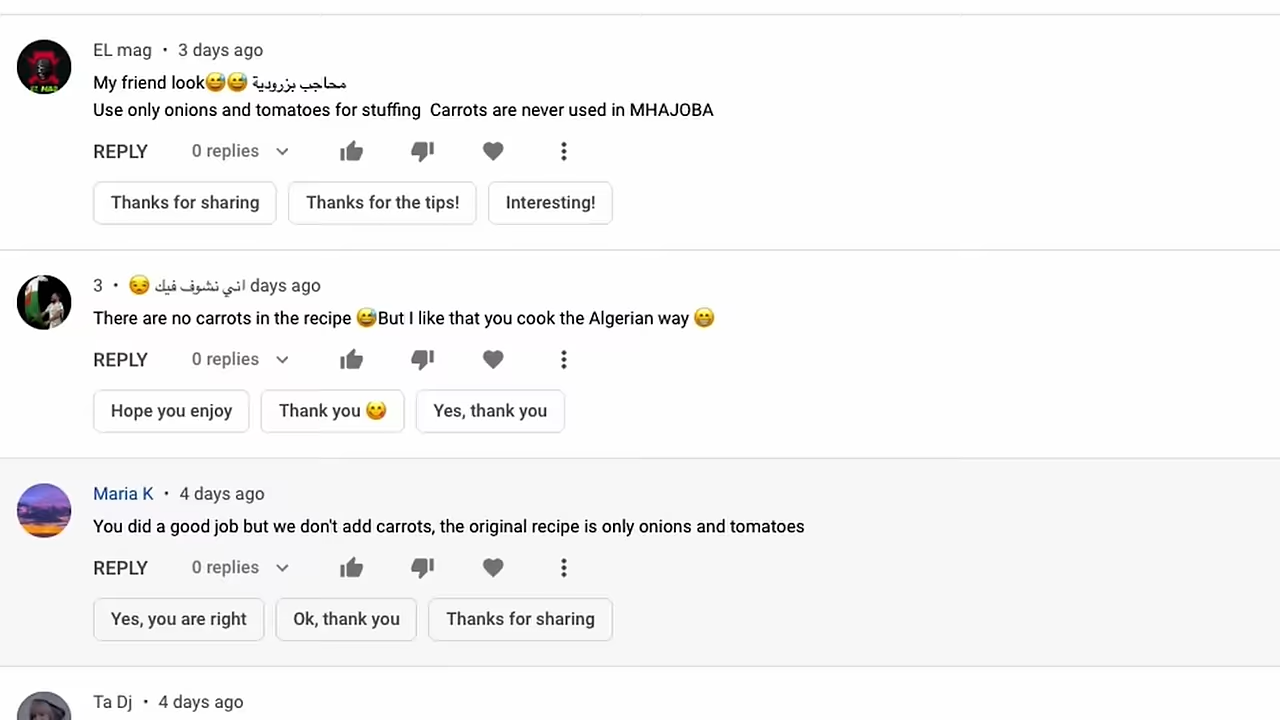 EL mag • 3 days ago
My friend look😅😅 محاجب بزرودية
Use only onions and tomatoes for stuffing  Carrots are never used in MHAJOBA
REPLY 0 replies
Thanks for sharing Thanks for the tips! Interesting!
3 • 😒 اني نشوف فيك days ago
There are no carrots in the recipe 😅But I like that you cook the Algerian way 😁
REPLY 0 replies
Hope you enjoy Thank you 😋 Yes, thank you
Maria K • 4 days ago
You did a good job but we don't add carrots, the original recipe is only onions and tomatoes
REPLY 0 replies
Yes, you are right Ok, thank you Thanks for sharing
Ta Dj • 4 days ago